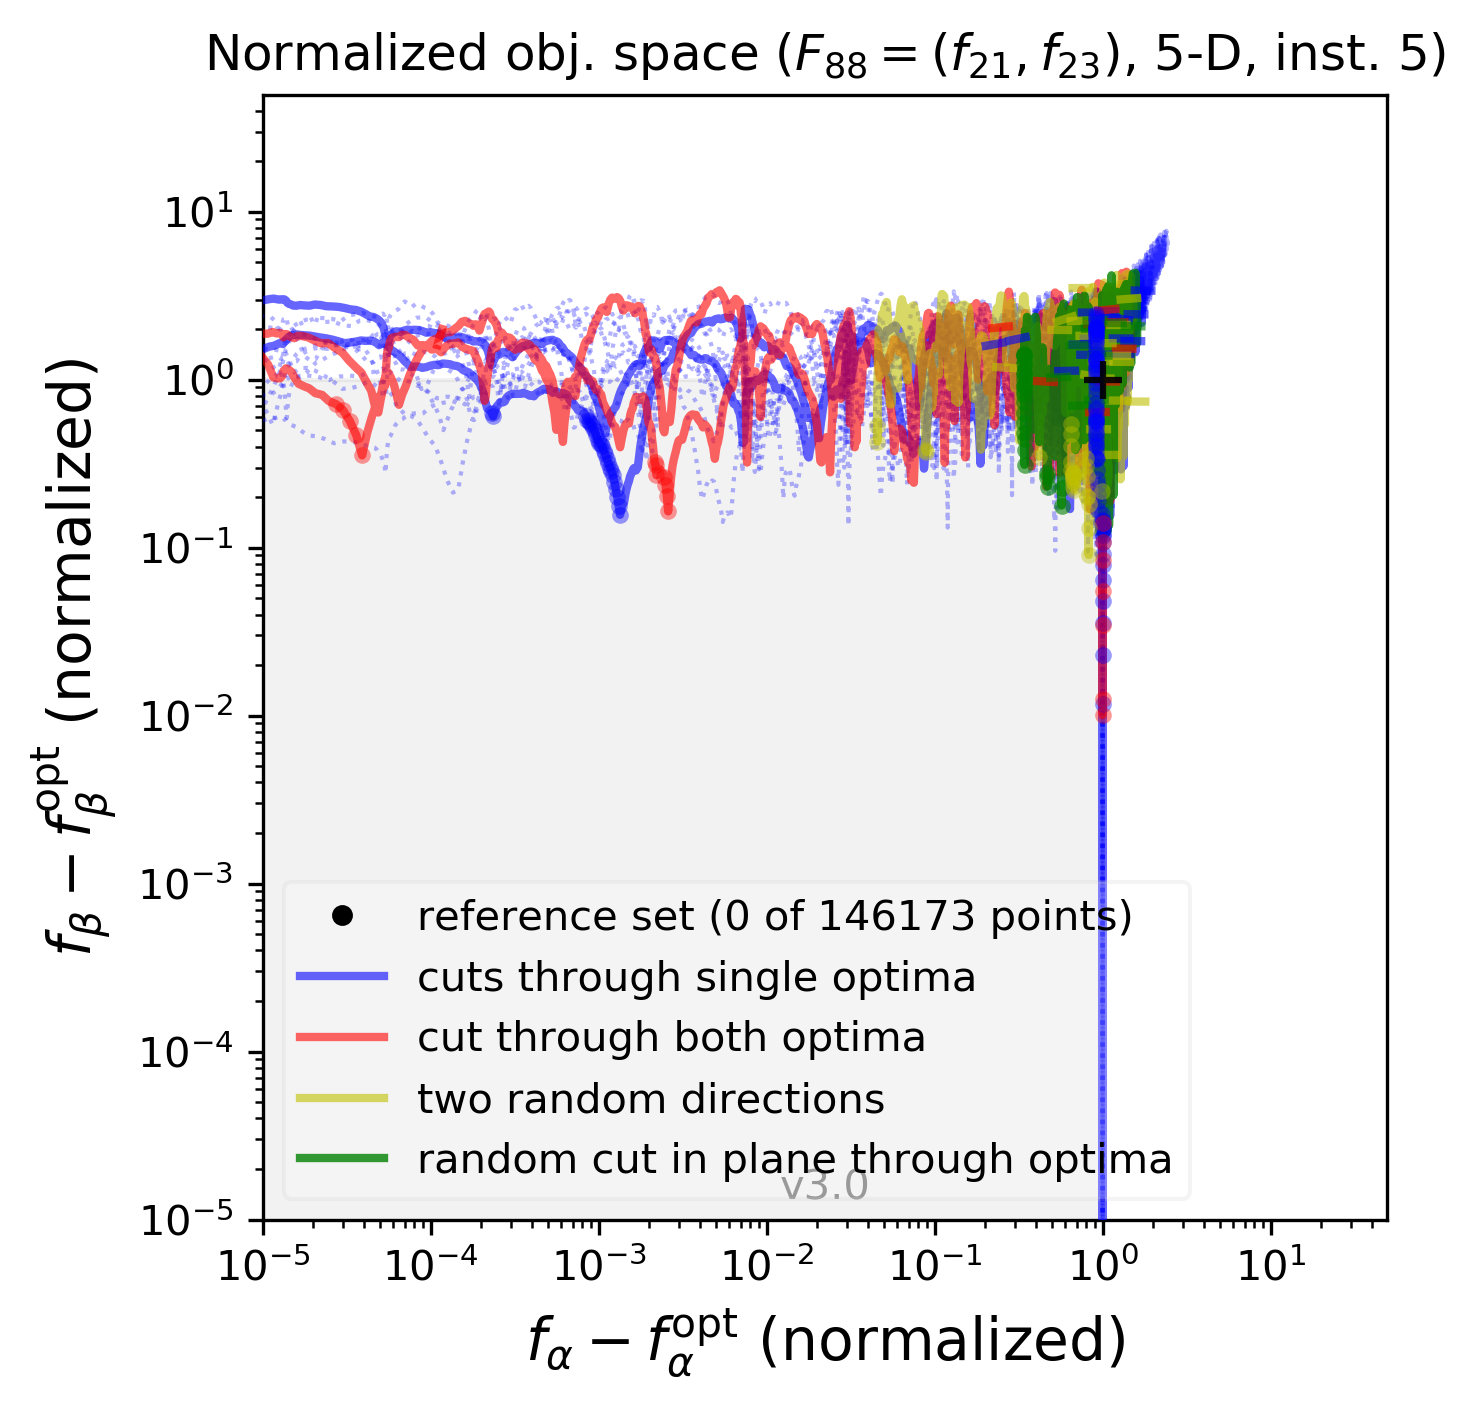 Normalized obj. space (F₈₈ = (f₂₁, f₂₃), 5-D, inst. 5)
f_β − f_β^opt (normalized)
10¹
10⁰
10⁻¹
10⁻²
10⁻³
10⁻⁴
10⁻⁵
reference set (0 of 146173 points)
cuts through single optima
cut through both optima
two random directions
random cut in plane through optima
v3.0
10⁻⁵ 10⁻⁴ 10⁻³ 10⁻² 10⁻¹ 10⁰ 10¹
f_α − f_α^opt (normalized)